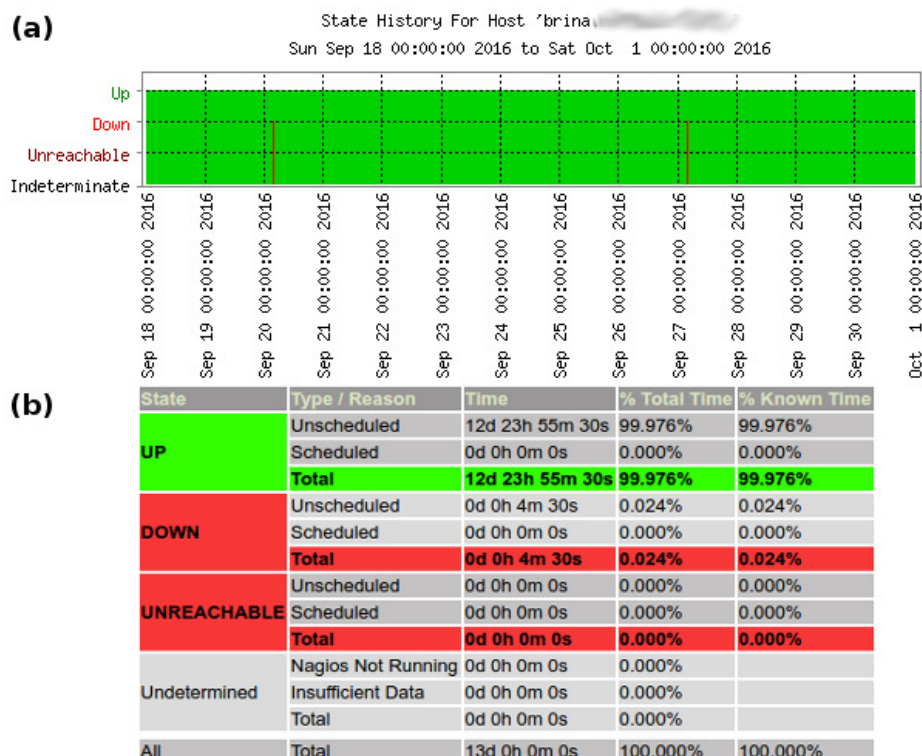 (a)
State History For Host 'brina
Sun Sep 18 00:00:00 2016 to Sat Oct 1 00:00:00 2016
Up
Down
Unreachable
Indeterminate
Sep 18 00:00:00 2016
Sep 19 00:00:00 2016
Sep 20 00:00:00 2016
Sep 21 00:00:00 2016
Sep 22 00:00:00 2016
Sep 23 00:00:00 2016
Sep 24 00:00:00 2016
Sep 25 00:00:00 2016
Sep 26 00:00:00 2016
Sep 27 00:00:00 2016
Sep 28 00:00:00 2016
Sep 29 00:00:00 2016
Sep 30 00:00:00 2016
Oct 1 00:00:00 2016
(b)
State Type / Reason Time % Total Time % Known Time
UP
Unscheduled 12d 23h 55m 30s 99.976% 99.976%
Scheduled 0d 0h 0m 0s 0.000% 0.000%
Total 12d 23h 55m 30s 99.976% 99.976%
DOWN
Unscheduled 0d 0h 4m 30s 0.024% 0.024%
Scheduled 0d 0h 0m 0s 0.000% 0.000%
Total 0d 0h 4m 30s 0.024% 0.024%
UNREACHABLE
Unscheduled 0d 0h 0m 0s 0.000% 0.000%
Scheduled 0d 0h 0m 0s 0.000% 0.000%
Total 0d 0h 0m 0s 0.000% 0.000%
Undetermined
Nagios Not Running 0d 0h 0m 0s 0.000%
Insufficient Data 0d 0h 0m 0s 0.000%
Total 0d 0h 0m 0s 0.000%
All Total 13d 0h 0m 0s 100.000% 100.000%